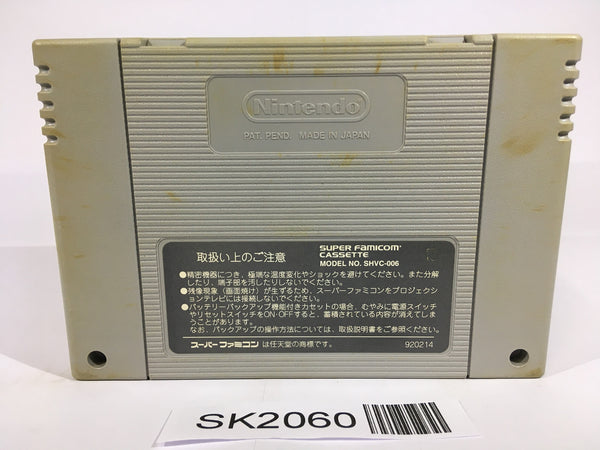 Nintendo
PAT. PEND. MADE IN JAPAN
取扱い上のご注意
SUPER FAMICOM
CASSETTE
MODEL NO. SHVC-006
●精密機器につき、極端な温度変化やショックを避けてください。また分解
したり、端子部を汚したりしないでください。
●残像現象（画面焼け）が生ずるため、スーパーファミコンをプロジェクシ
ョンテレビには接続しないでください。
●バッテリーバックアップ機能付きカセットの場合、むやみに電源スイッチ
やリセットスイッチをON-OFFすると、蓄積されている内容が消えてしま
うことがあります。
なお、バックアップの操作方法については、取扱説明書をご参照ください。
スーパーファミコン は任天堂の商標です。
920214
SK2060